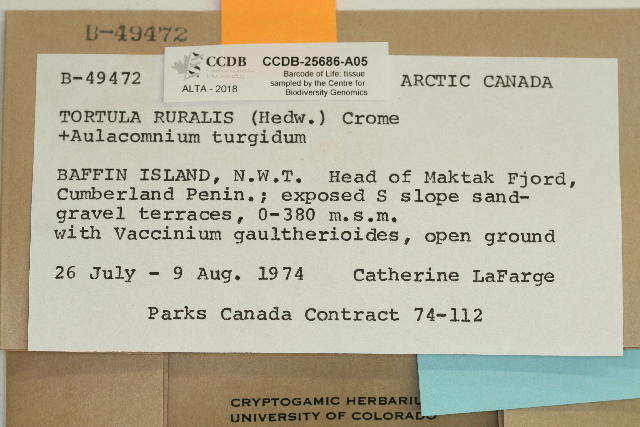 B-49472
CCDB CCDB-25686-A05
Barcode of Life: tissue
sampled by the Centre for
ALTA - 2018 Biodiversity Genomics
B-49472 ARCTIC CANADA
TORTULA RURALIS (Hedw.) Crome
+Aulacomnium turgidum
BAFFIN ISLAND, N.W.T. Head of Maktak Fjord,
Cumberland Penin.; exposed S slope sand-
gravel terraces, 0-380 m.s.m.
with Vaccinium gaultherioides, open ground
26 July - 9 Aug. 1974 Catherine LaFarge
Parks Canada Contract 74-112
CRYPTOGAMIC
UNIVERSITY OF COLORADO